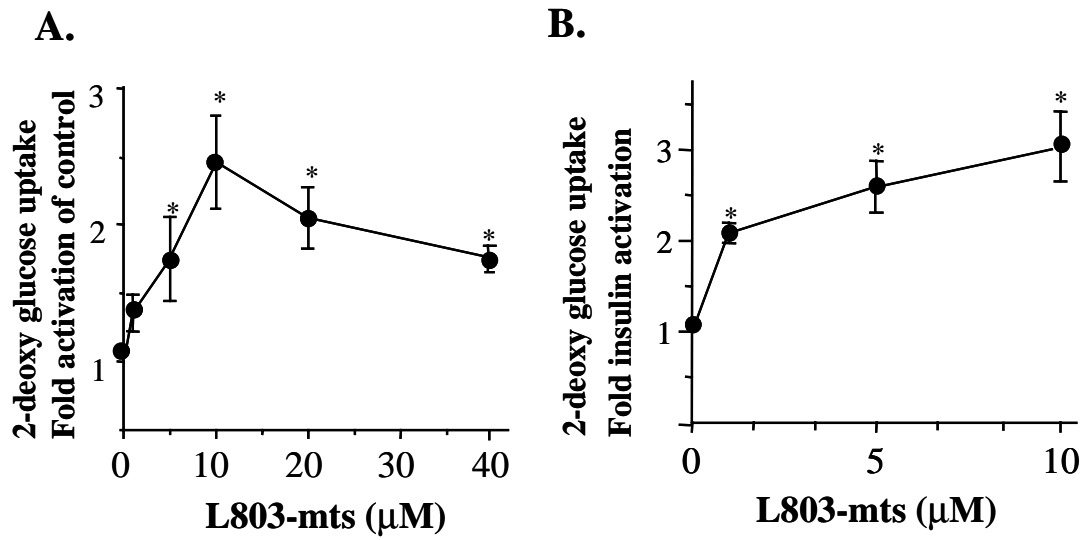 A.
2-deoxy glucose uptake
Fold activation of control
3
2
1
*
*
*
*
0 10 20 30 40
L803-mts (μM)
B.
2-deoxy glucose uptake
Fold insulin activation
3
2
1
*
*
*
0 5 10
L803-mts (μM)